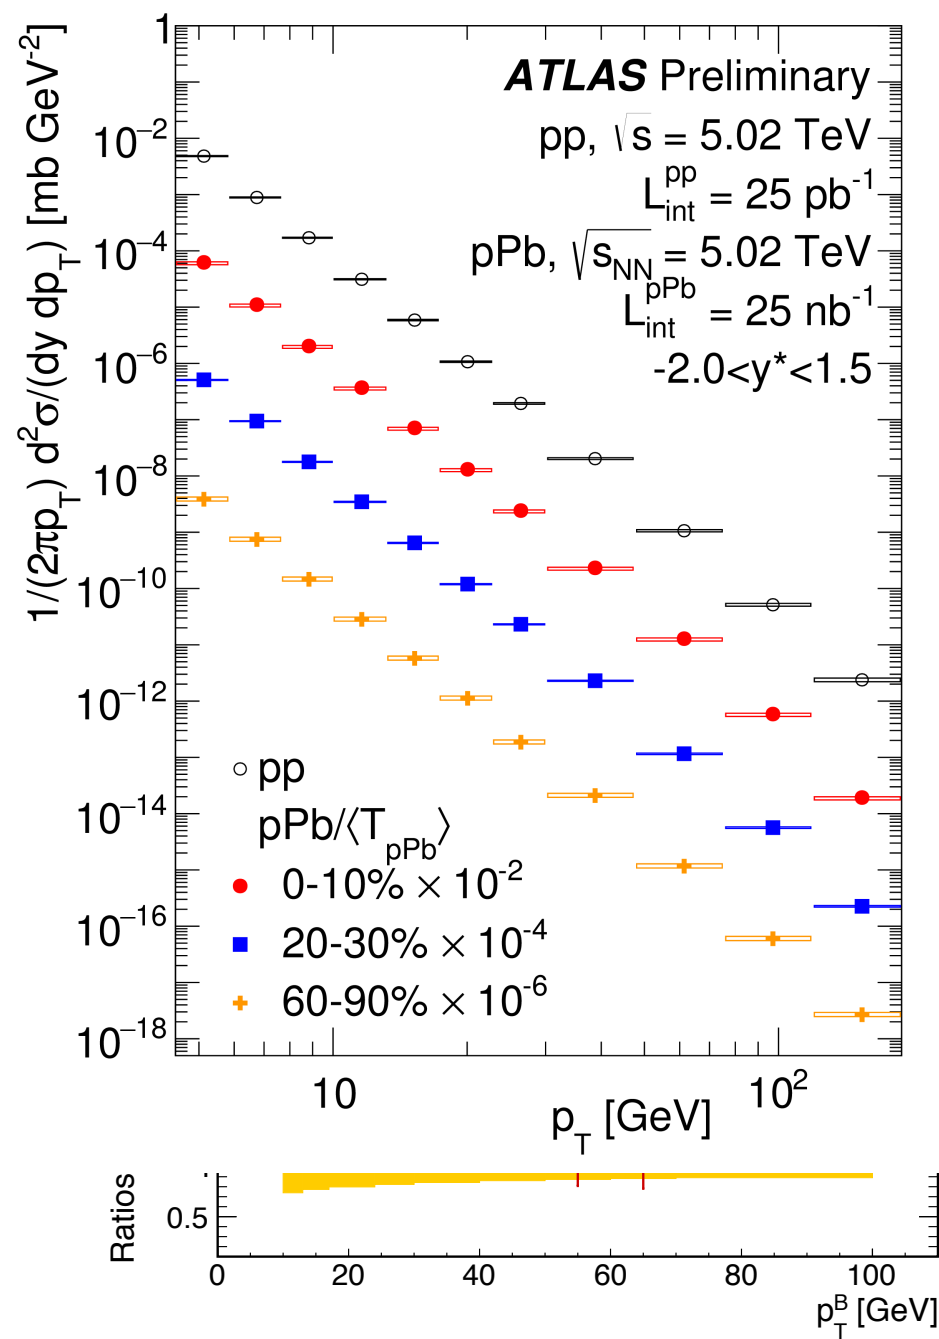 1/(2πp_T) d²σ/(dy dp_T) [mb GeV⁻²]
1
10⁻²
10⁻⁴
10⁻⁶
10⁻⁸
10⁻¹⁰
10⁻¹²
10⁻¹⁴
10⁻¹⁶
10⁻¹⁸
ATLAS Preliminary
pp, √s = 5.02 TeV
L_int^pp = 25 pb⁻¹
pPb, √s_NN = 5.02 TeV
L_int^pPb = 25 nb⁻¹
-2.0<y*<1.5
pp
pPb/⟨T_pPb⟩
0-10% × 10⁻²
20-30% × 10⁻⁴
60-90% × 10⁻⁶
10 10²
p_T [GeV]
Ratios
0.5
0 20 40 60 80 100
p_T^B [GeV]